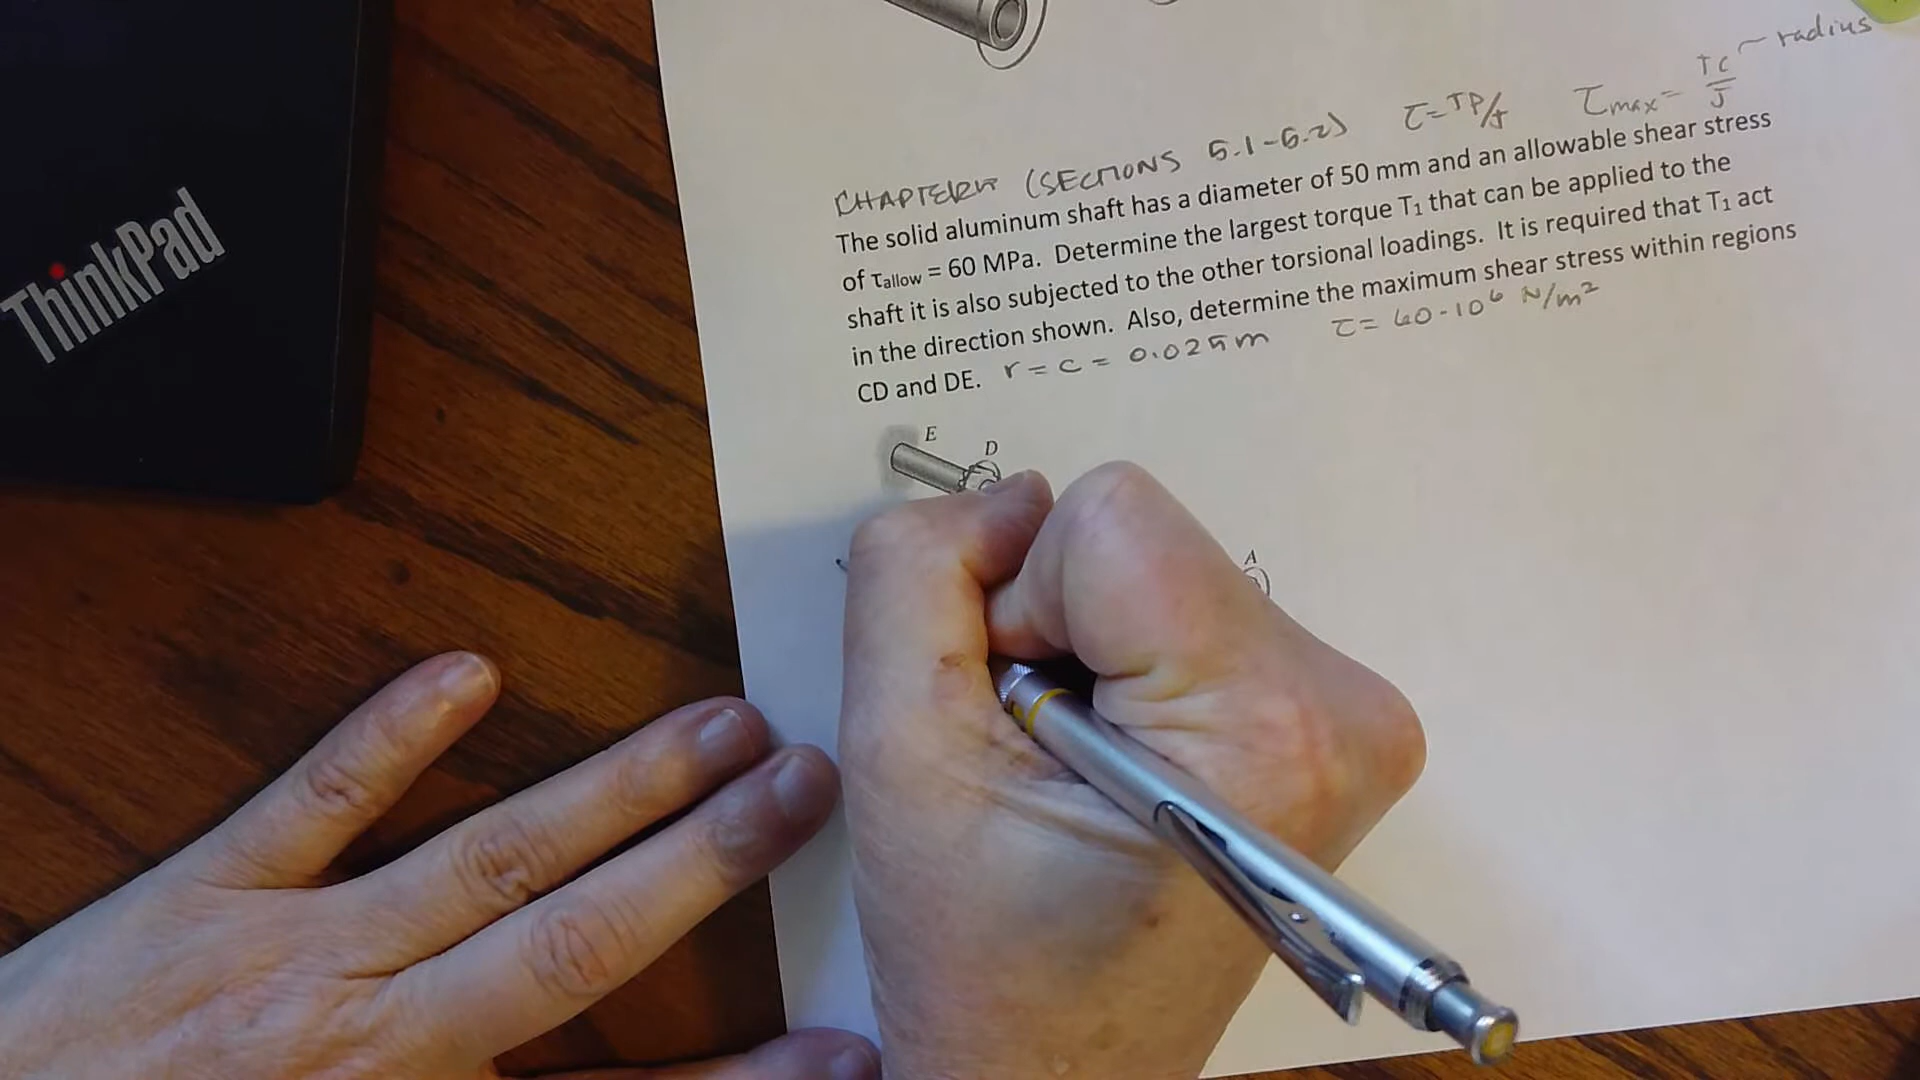 radius
τ=Tρ/J τmax = Tc/J
(SECTIONS 5.1-5.2)
The solid aluminum shaft has a diameter of 50 mm and an allowable shear stress
of τallow = 60 MPa. Determine the largest torque T₁ that can be applied to the
shaft it is also subjected to the other torsional loadings. It is required that T₁ act
in the direction shown. Also, determine the maximum shear stress within regions
CD and DE. r = c = 0.025m τ = 60·10⁶ N/m²
E
D
A
ThinkPad